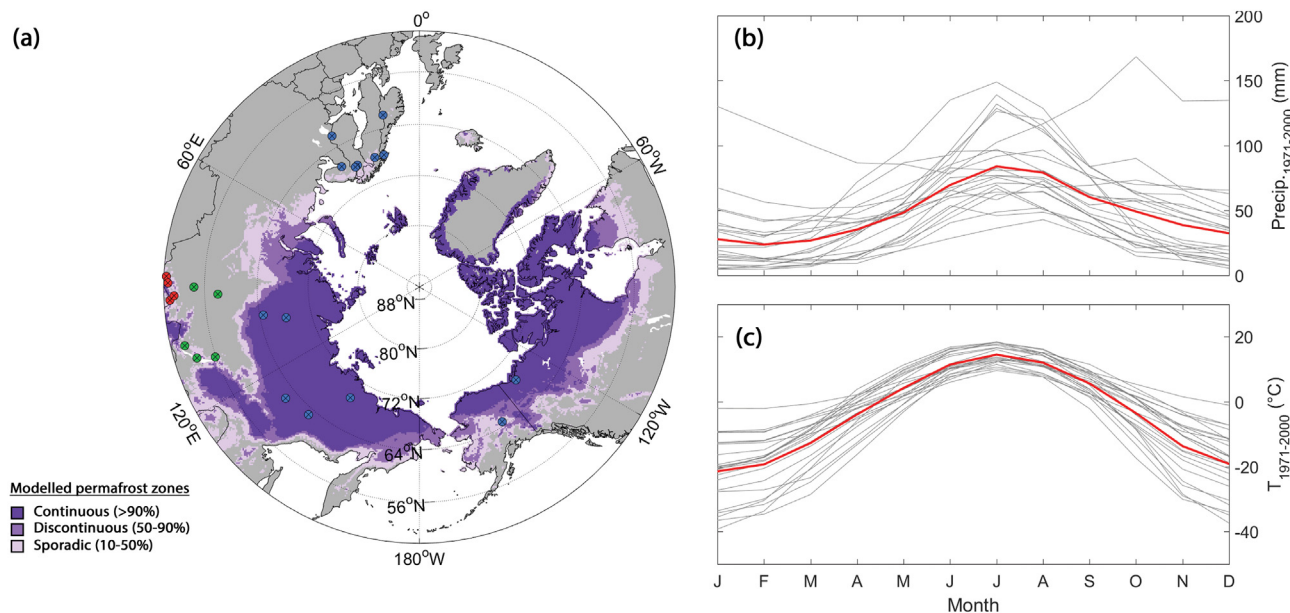 (a)
0°
60°E
60°W
88°N
80°N
72°N
64°N
56°N
120°E
120°W
180°W
Modelled permafrost zones
Continuous (>90%)
Discontinuous (50-90%)
Sporadic (10-50%)
(b)
200
150
100
50
0
Precip.1971-2000 (mm)
(c)
20
0
-20
-40
T1971-2000 (°C)
J F M A M J J A S O N D
Month